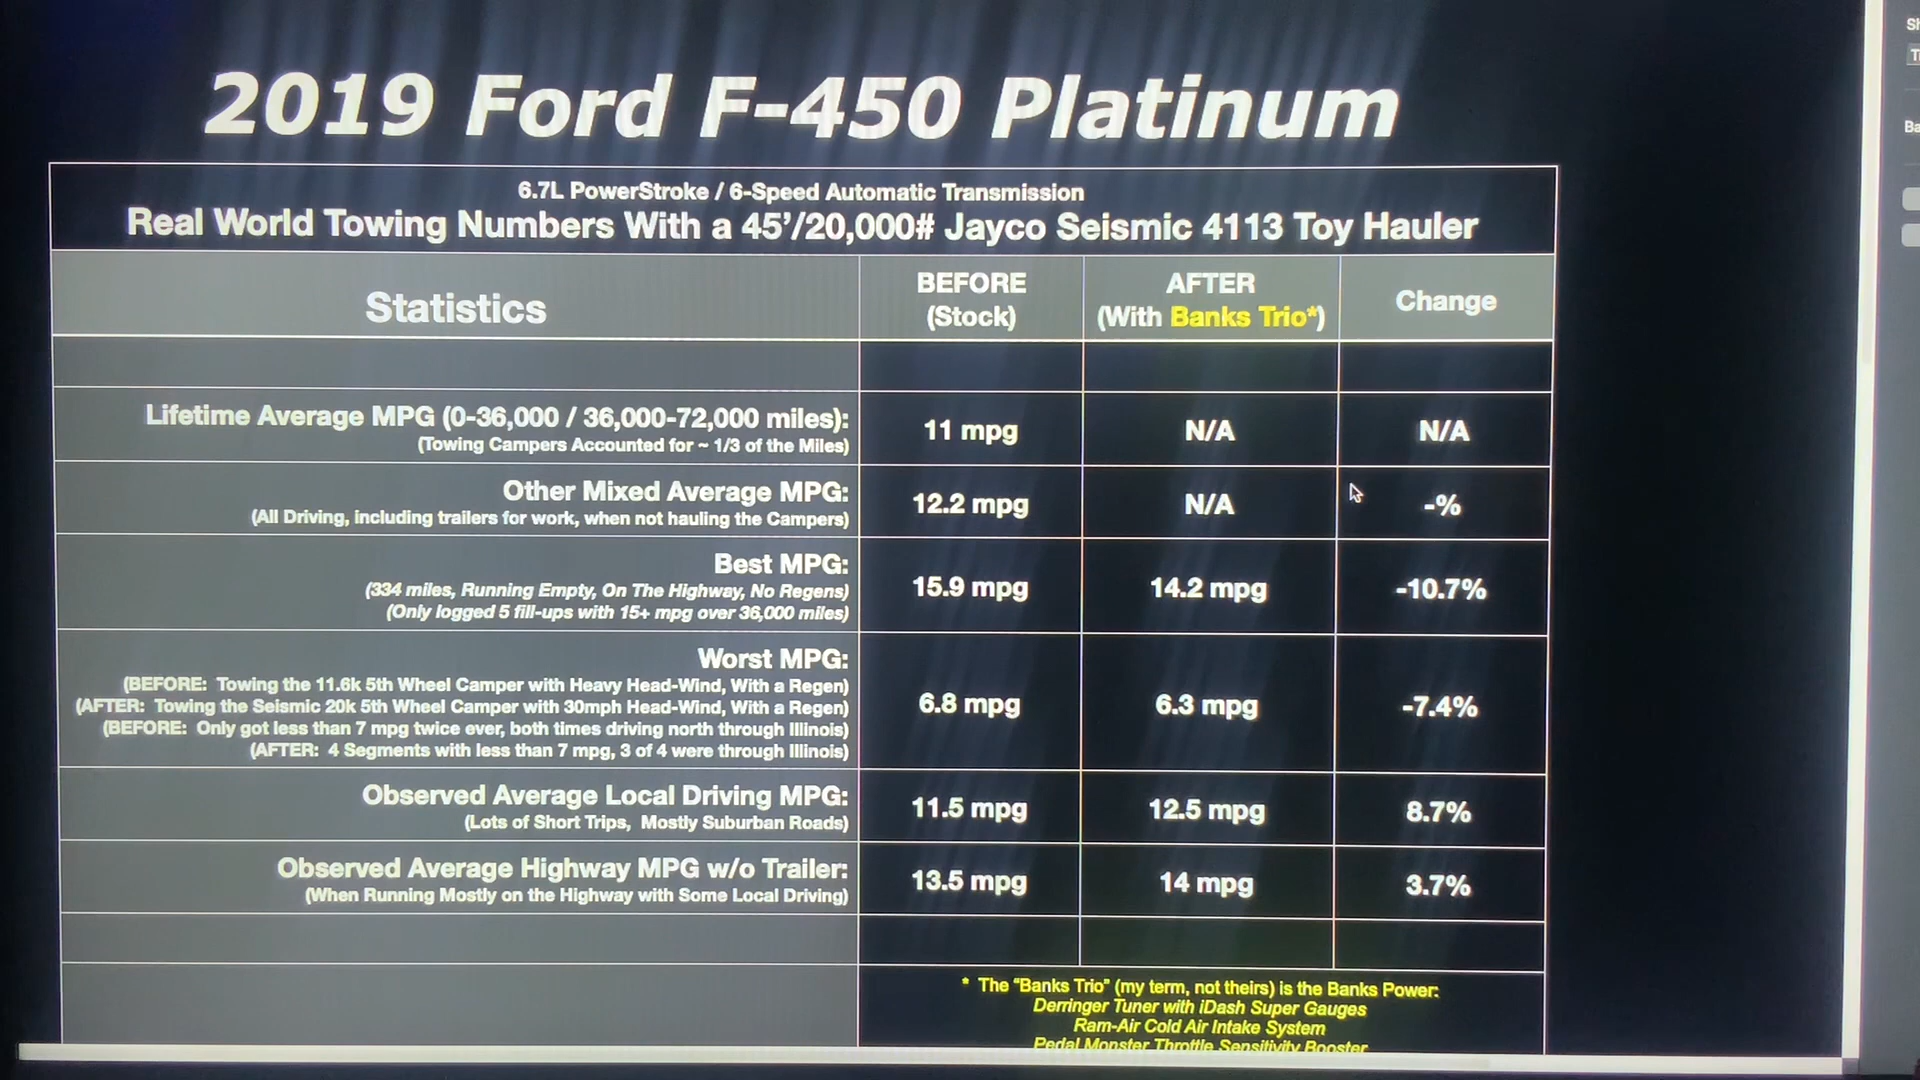 2019 Ford F-450 Platinum
6.7L PowerStroke / 6-Speed Automatic Transmission
Real World Towing Numbers With a 45’/20,000# Jayco Seismic 4113 Toy Hauler
Statistics
BEFORE
(Stock)
AFTER
(With Banks Trio*)
Change
Lifetime Average MPG (0-36,000 / 36,000-72,000 miles):
(Towing Campers Accounted for ~ 1/3 of the Miles)
11 mpg
N/A
N/A
Other Mixed Average MPG:
(All Driving, including trailers for work, when not hauling the Campers)
12.2 mpg
N/A
-%
Best MPG:
(334 miles, Running Empty, On The Highway, No Regens)
(Only logged 5 fill-ups with 15+ mpg over 36,000 miles)
15.9 mpg
14.2 mpg
-10.7%
Worst MPG:
(BEFORE: Towing the 11.6k 5th Wheel Camper with Heavy Head-Wind, With a Regen)
(AFTER: Towing the Seismic 20k 5th Wheel Camper with 30mph Head-Wind, With a Regen)
(BEFORE: Only got less than 7 mpg twice ever, both times driving north through Illinois)
(AFTER: 4 Segments with less than 7 mpg, 3 of 4 were through Illinois)
6.8 mpg
6.3 mpg
-7.4%
Observed Average Local Driving MPG:
(Lots of Short Trips, Mostly Suburban Roads)
11.5 mpg
12.5 mpg
8.7%
Observed Average Highway MPG w/o Trailer:
(When Running Mostly on the Highway with Some Local Driving)
13.5 mpg
14 mpg
3.7%
* The “Banks Trio” (my term, not theirs) is the Banks Power:
Derringer Tuner with iDash Super Gauges
Ram-Air Cold Air Intake System
Pedal Monster Throttle Sensitivity Booster